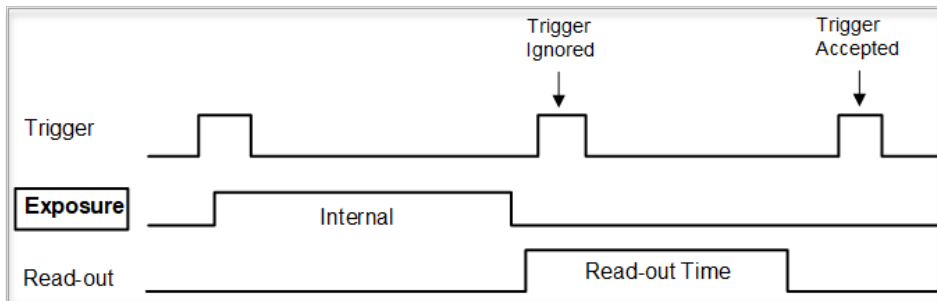 Trigger
Ignored
Trigger
Accepted
Trigger
Exposure
Internal
Read-out
Read-out Time